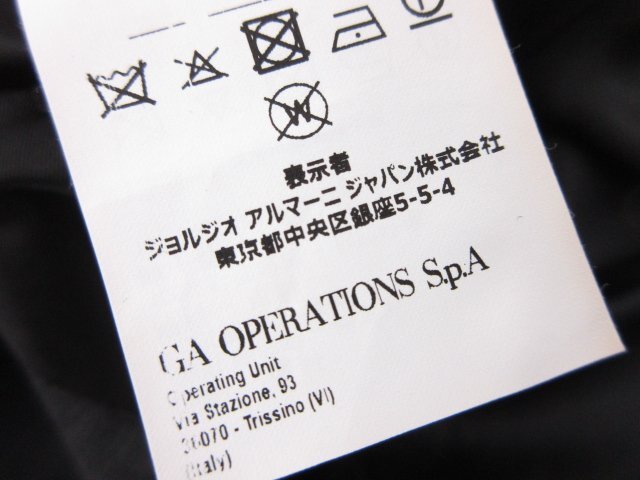 W
表示者
ジョルジオ アルマーニ ジャパン株式会社
東京都中央区銀座5-5-4
GA OPERATIONS S.p.A
Operating Unit
Via Stazione, 93
36070 - Trissino (VI)
(Italy)